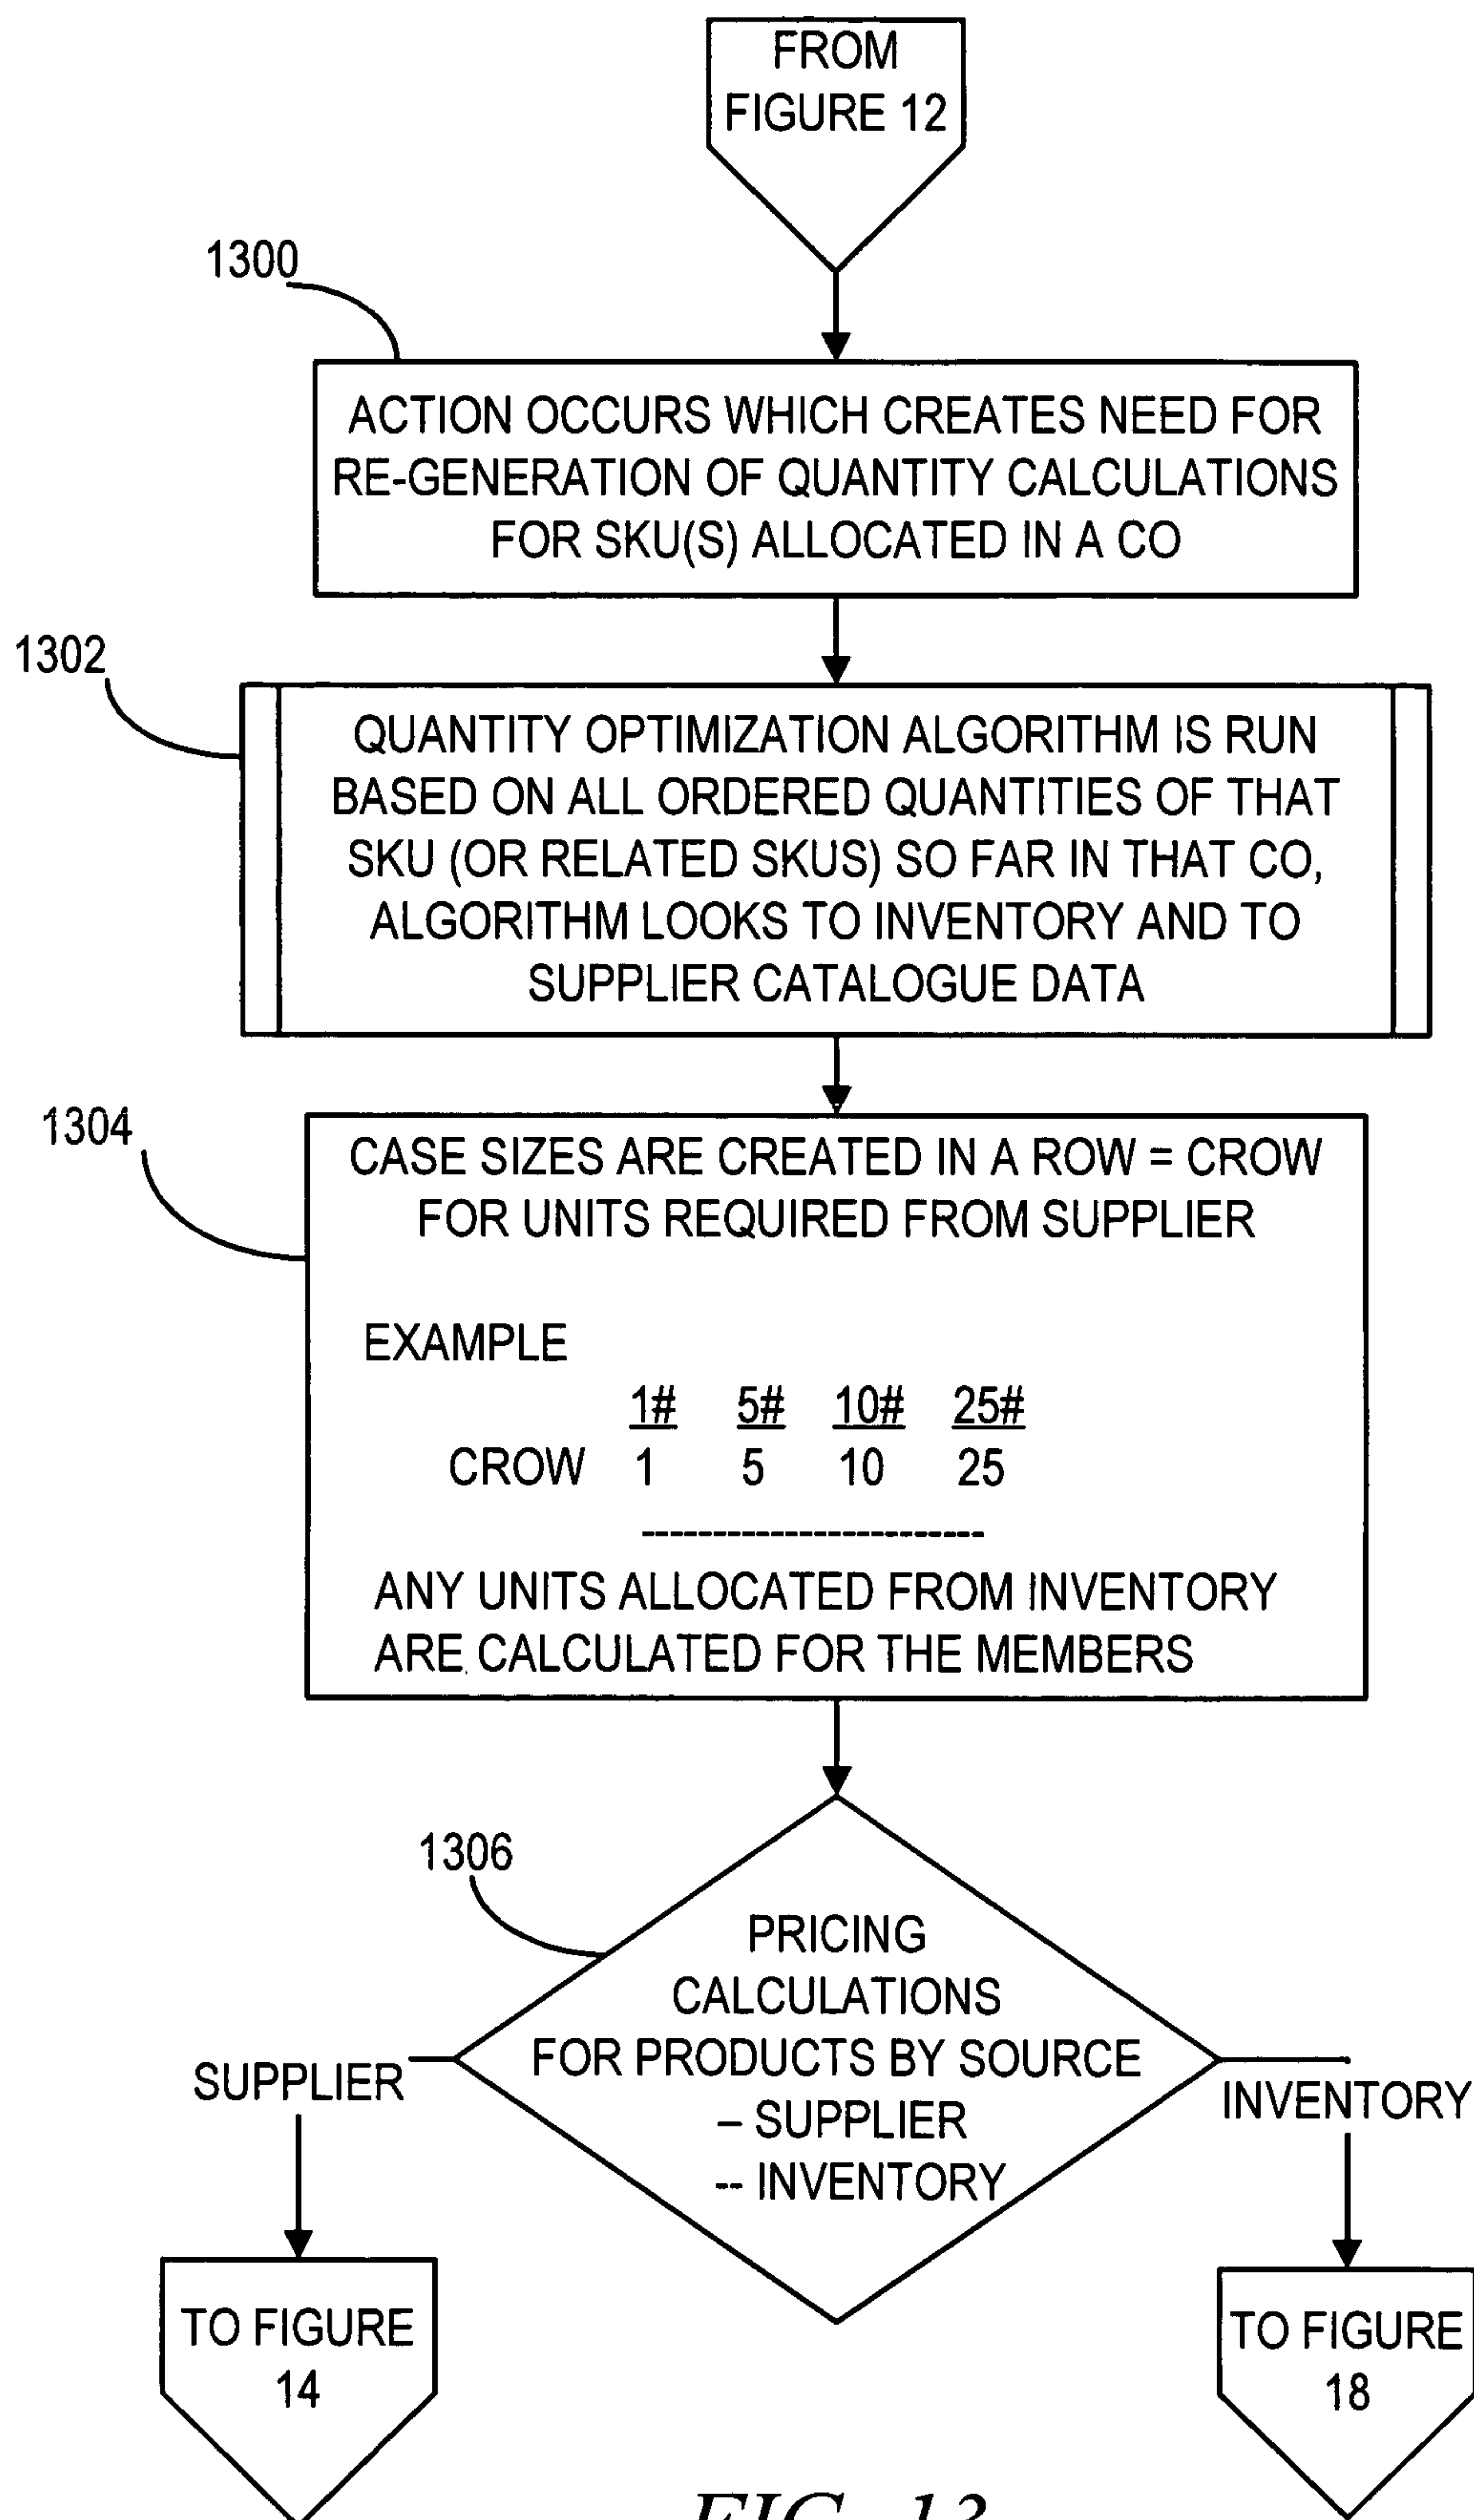 FROM
FIGURE 12
1300
ACTION OCCURS WHICH CREATES NEED FOR
RE-GENERATION OF QUANTITY CALCULATIONS
FOR SKU(S) ALLOCATED IN A CO
1302
QUANTITY OPTIMIZATION ALGORITHM IS RUN
BASED ON ALL ORDERED QUANTITIES OF THAT
SKU (OR RELATED SKUS) SO FAR IN THAT CO,
ALGORITHM LOOKS TO INVENTORY AND TO
SUPPLIER CATALOGUE DATA
1304
CASE SIZES ARE CREATED IN A ROW = CROW
FOR UNITS REQUIRED FROM SUPPLIER
EXAMPLE
1# 5# 10# 25#
CROW 1 5 10 25
------------------------
ANY UNITS ALLOCATED FROM INVENTORY
ARE CALCULATED FOR THE MEMBERS
1306
PRICING
CALCULATIONS
FOR PRODUCTS BY SOURCE
– SUPPLIER
-- INVENTORY
SUPPLIER
INVENTORY
TO FIGURE
14
TO FIGURE
18
FIG. 13